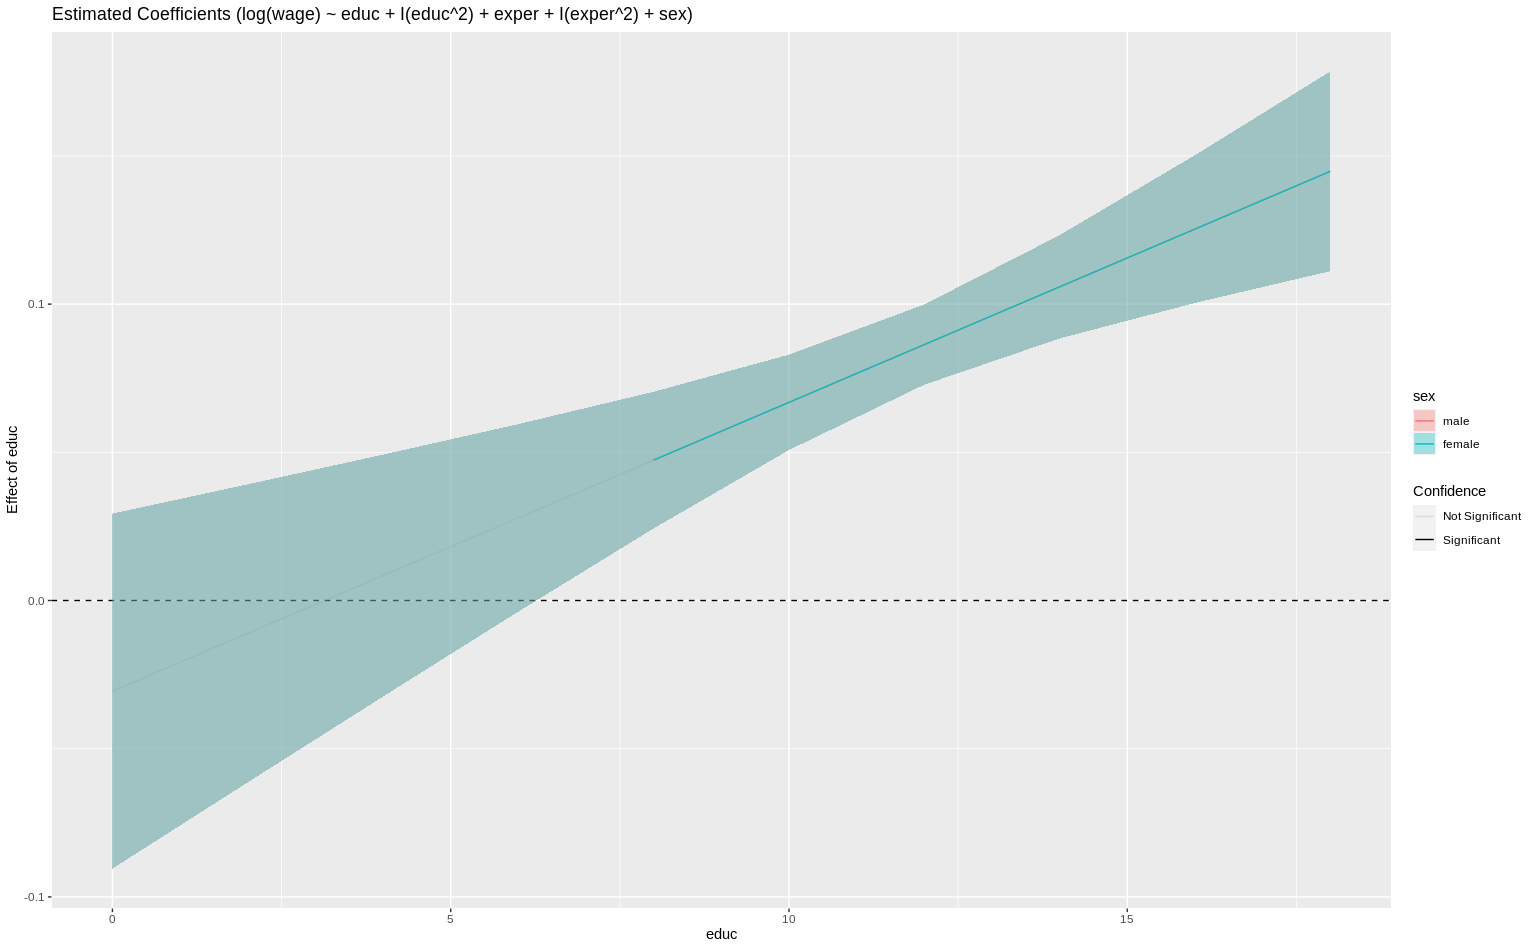 Estimated Coefficients (log(wage) ~ educ + I(educ^2) + exper + I(exper^2) + sex)
Effect of educ
0.1
0.0
-0.1
0
5
10
15
educ
sex
male
female
Confidence
Not Significant
Significant